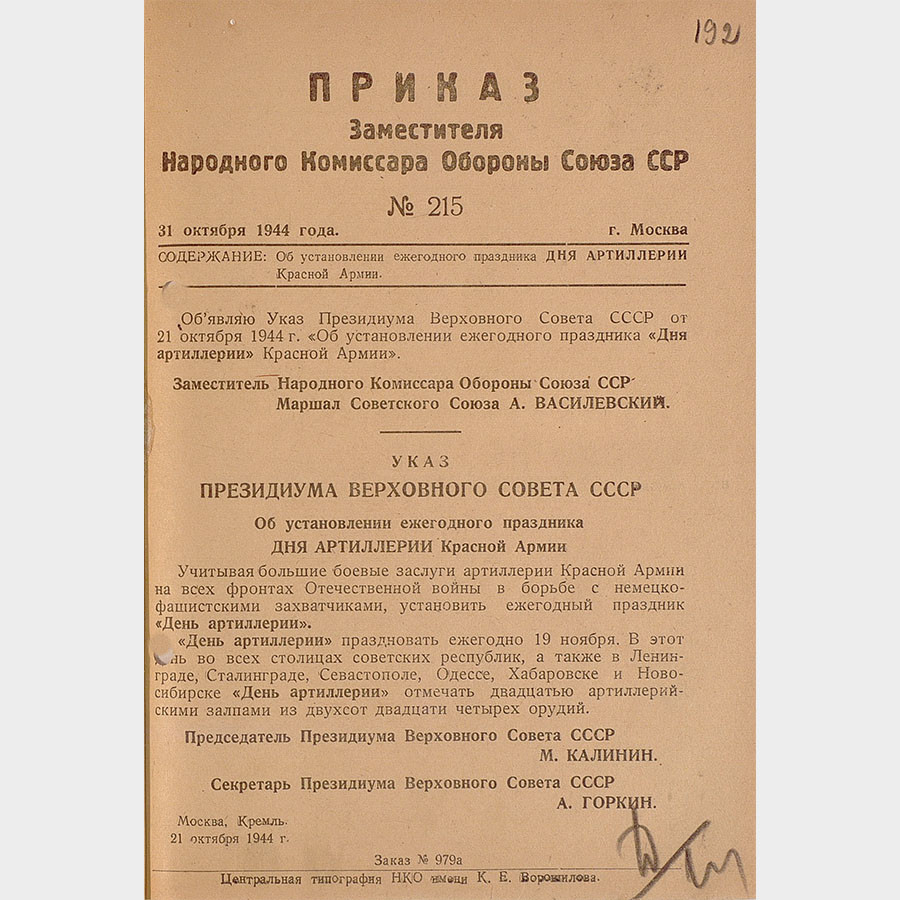 192
ПРИКАЗ
Заместителя
Народного Комиссара Обороны Союза ССР
№ 215
31 октября 1944 года. г. Москва
СОДЕРЖАНИЕ: Об установлении ежегодного праздника ДНЯ АРТИЛЛЕРИИ
Красной Армии.
Об'являю Указ Президиума Верховного Совета СССР от
21 октября 1944 г. «Об установлении ежегодного праздника «Дня
артиллерии» Красной Армии».
Заместитель Народного Комиссара Обороны Союза ССР
Маршал Советского Союза А. ВАСИЛЕВСКИЙ.
УКАЗ
ПРЕЗИДИУМА ВЕРХОВНОГО СОВЕТА СССР
Об установлении ежегодного праздника
ДНЯ АРТИЛЛЕРИИ Красной Армии
Учитывая большие боевые заслуги артиллерии Красной Армии
на всех фронтах Отечественной войны в борьбе с немецко-
фашистскими захватчиками, установить ежегодный праздник
«День артиллерии».
«День артиллерии» праздновать ежегодно 19 ноября. В этот
день во всех столицах советских республик, а также в Ленин-
граде, Сталинграде, Севастополе, Одессе, Хабаровске и Ново-
сибирске «День артиллерии» отмечать двадцатью артиллерий-
скими залпами из двухсот двадцати четырех орудий.
Председатель Президиума Верховного Совета СССР
М. КАЛИНИН.
Секретарь Президиума Верховного Совета СССР
А. ГОРКИН.
Москва, Кремль.
21 октября 1944 г.
Заказ № 979а
Центральная типография НКО имени К. Е. Ворошилова.